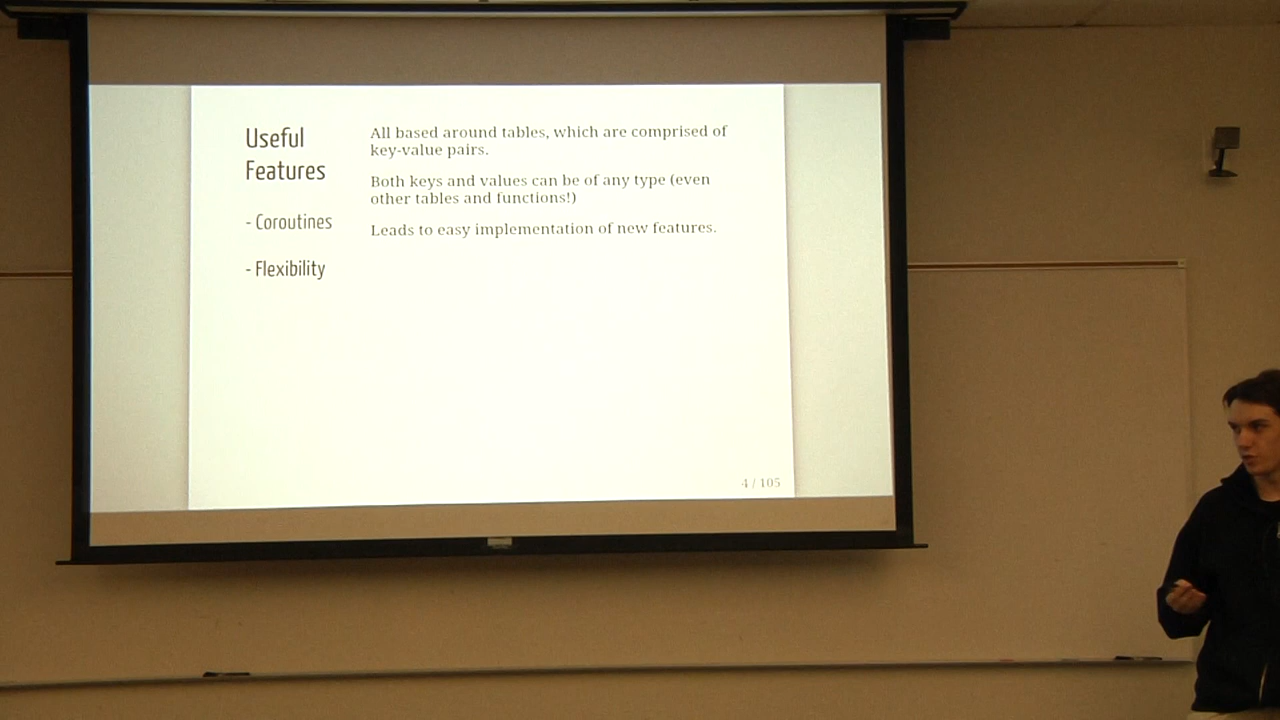 Useful
Features
- Coroutines
- Flexibility
All based around tables, which are comprised of
key-value pairs.
Both keys and values can be of any type (even
other tables and functions!)
Leads to easy implementation of new features.
4 / 105